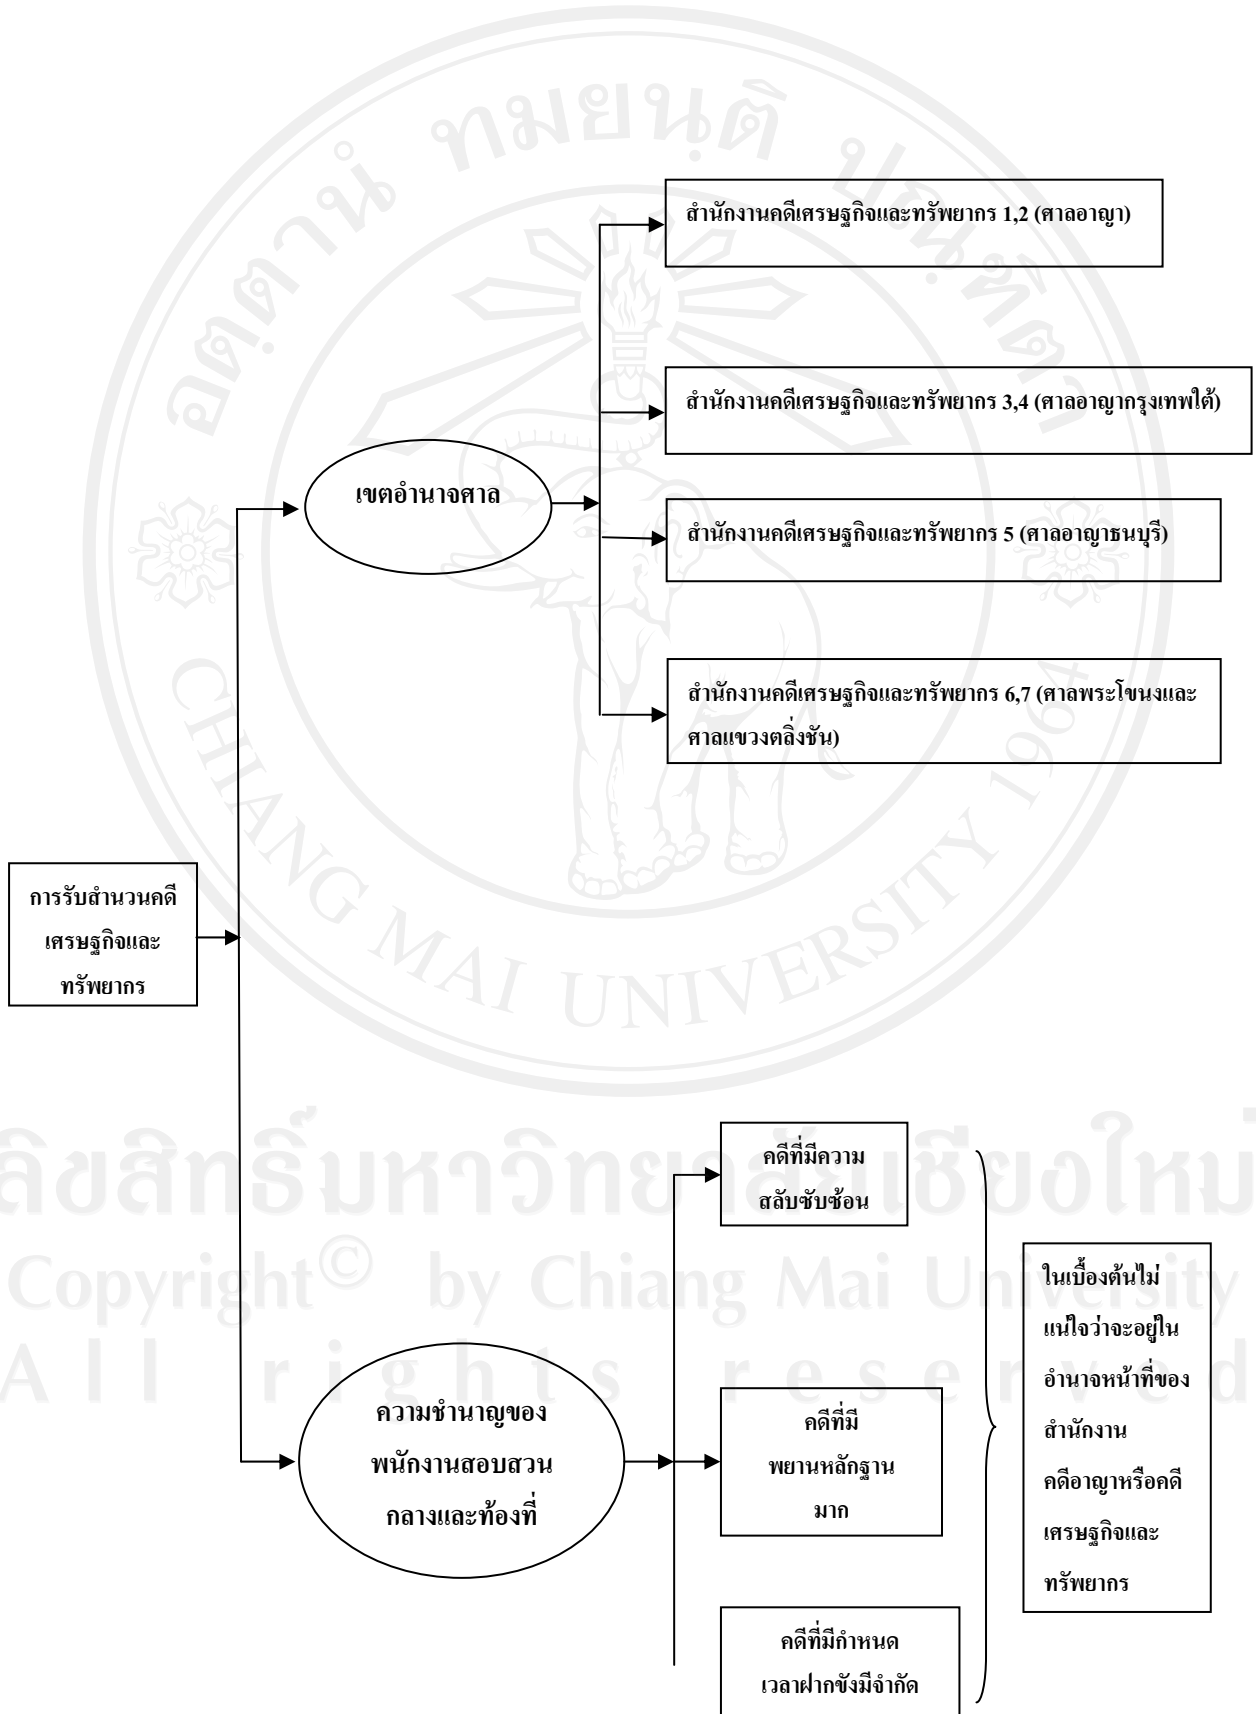 อตฺตานํ ทมยนฺติ ปณฺฑิตา
สำนักงานคดีเศรษฐกิจและทรัพยากร 1,2 (ศาลอาญา)
สำนักงานคดีเศรษฐกิจและทรัพยากร 3,4 (ศาลอาญากรุงเทพใต้)
เขตอำนาจศาล
สำนักงานคดีเศรษฐกิจและทรัพยากร 5 (ศาลอาญาธนบุรี)
สำนักงานคดีเศรษฐกิจและทรัพยากร 6,7 (ศาลพระโขนงและ
ศาลแขวงตลิ่งชัน)
CHIANG MAI UNIVERSITY 1964
การรับสำนวนคดี
เศรษฐกิจและ
ทรัพยากร
ลิขสิทธิ์มหาวิทยาลัยเชียงใหม่
Copyright© by Chiang Mai University
All rights reserved
ความชำนาญของ
พนักงานสอบสวน
กลางและท้องที่
คดีที่มีความ
สลับซับซ้อน
คดีที่มี
พยานหลักฐาน
มาก
คดีที่มีกำหนด
เวลาฝากขังมีจำกัด
ในเบื้องต้นไม่
แน่ใจว่าจะอยู่ใน
อำนาจหน้าที่ของ
สำนักงาน
คดีอาญาหรือคดี
เศรษฐกิจและ
ทรัพยากร